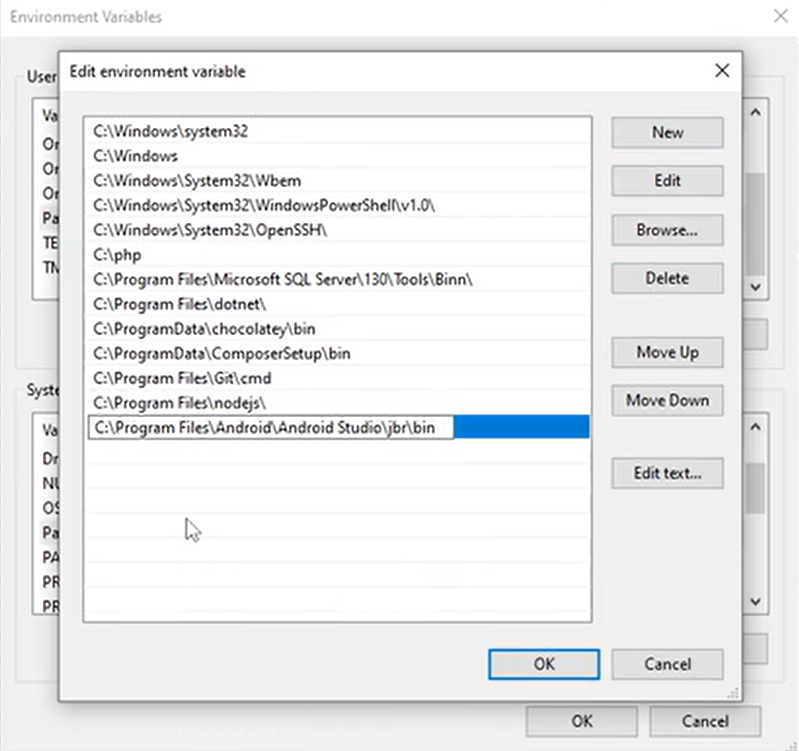 Environment Variables
Edit environment variable
User
C:\Windows\system32
C:\Windows
C:\Windows\System32\Wbem
C:\Windows\System32\WindowsPowerShell\v1.0\
C:\Windows\System32\OpenSSH\
C:\php
C:\Program Files\Microsoft SQL Server\130\Tools\Binn\
C:\Program Files\dotnet\
C:\ProgramData\chocolatey\bin
C:\ProgramData\ComposerSetup\bin
C:\Program Files\Git\cmd
C:\Program Files\nodejs\
C:\Program Files\Android\Android Studio\jbr\bin
New
Edit
Browse...
Delete
Move Up
Move Down
Edit text...
OK
Cancel
Va
On
On
On
Pa
TE
TM
Syste
Va
Dr
NU
OS
Pa
PA
PR
PR
OK
Cancel